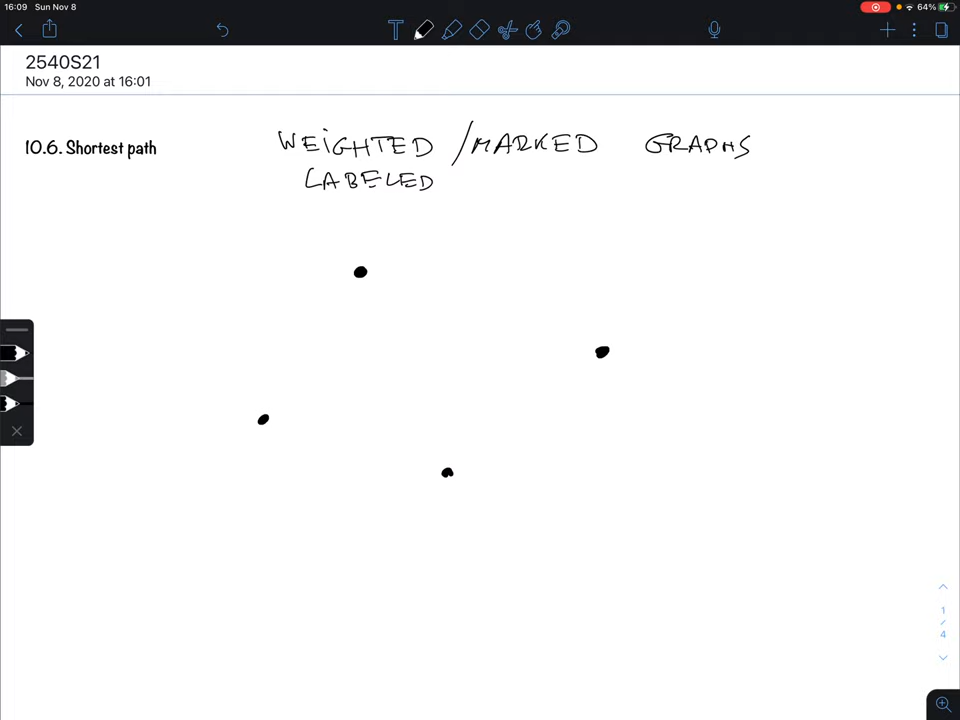 16:09 Sun Nov 8
64%
T
2540S21
Nov 8, 2020 at 16:01
10.6. Shortest path
WEIGHTED /MARKED GRAPHS
LABELED
1
/
4